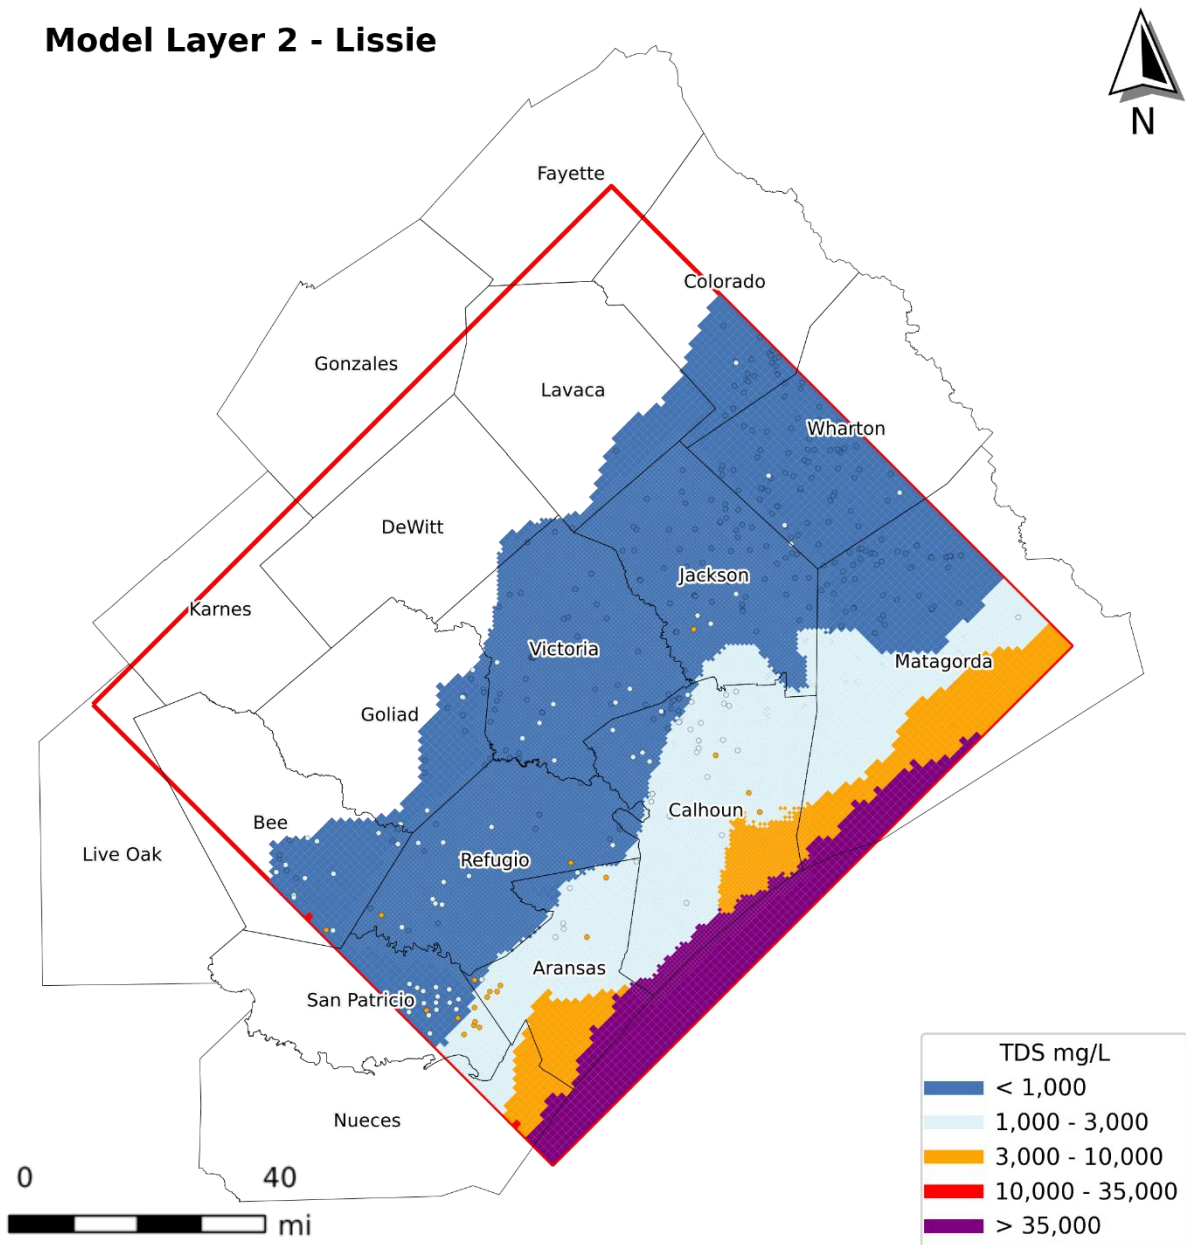 Model Layer 2 - Lissie
N
Fayette
Colorado
Gonzales
Lavaca
Wharton
DeWitt
Jackson
Karnes
Victoria
Matagorda
Goliad
Calhoun
Bee
Live Oak
Refugio
Aransas
San Patricio
Nueces
0 40
mi
TDS mg/L
< 1,000
1,000 - 3,000
3,000 - 10,000
10,000 - 35,000
> 35,000